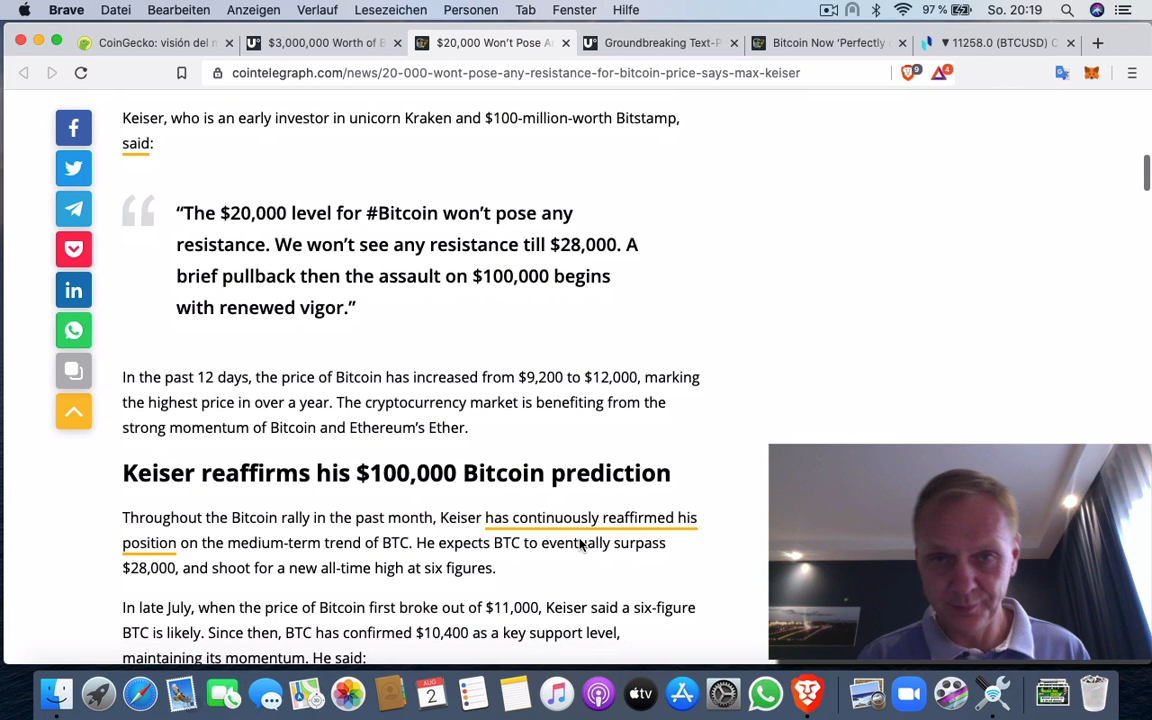 Brave Datei Bearbeiten Anzeigen Verlauf Lesezeichen Personen Tab Fenster Hilfe 97 % So. 20:19
CoinGecko: visión del $3,000,000 Worth of B $20,000 Won't Pose A Groundbreaking Text-P Bitcoin Now 'Perfectly ▼ 11258.0 (BTCUSD) C
cointelegraph.com/news/20-000-wont-pose-any-resistance-for-bitcoin-price-says-max-keiser 9 4
Keiser, who is an early investor in unicorn Kraken and $100-million-worth Bitstamp,
said:
“The $20,000 level for #Bitcoin won’t pose any
resistance. We won’t see any resistance till $28,000. A
brief pullback then the assault on $100,000 begins
with renewed vigor.”
In the past 12 days, the price of Bitcoin has increased from $9,200 to $12,000, marking
the highest price in over a year. The cryptocurrency market is benefiting from the
strong momentum of Bitcoin and Ethereum’s Ether.
Keiser reaffirms his $100,000 Bitcoin prediction
Throughout the Bitcoin rally in the past month, Keiser has continuously reaffirmed his
position on the medium-term trend of BTC. He expects BTC to eventually surpass
$28,000, and shoot for a new all-time high at six figures.
In late July, when the price of Bitcoin first broke out of $11,000, Keiser said a six-figure
BTC is likely. Since then, BTC has confirmed $10,400 as a key support level,
maintaining its momentum. He said:
AUG
2
tv